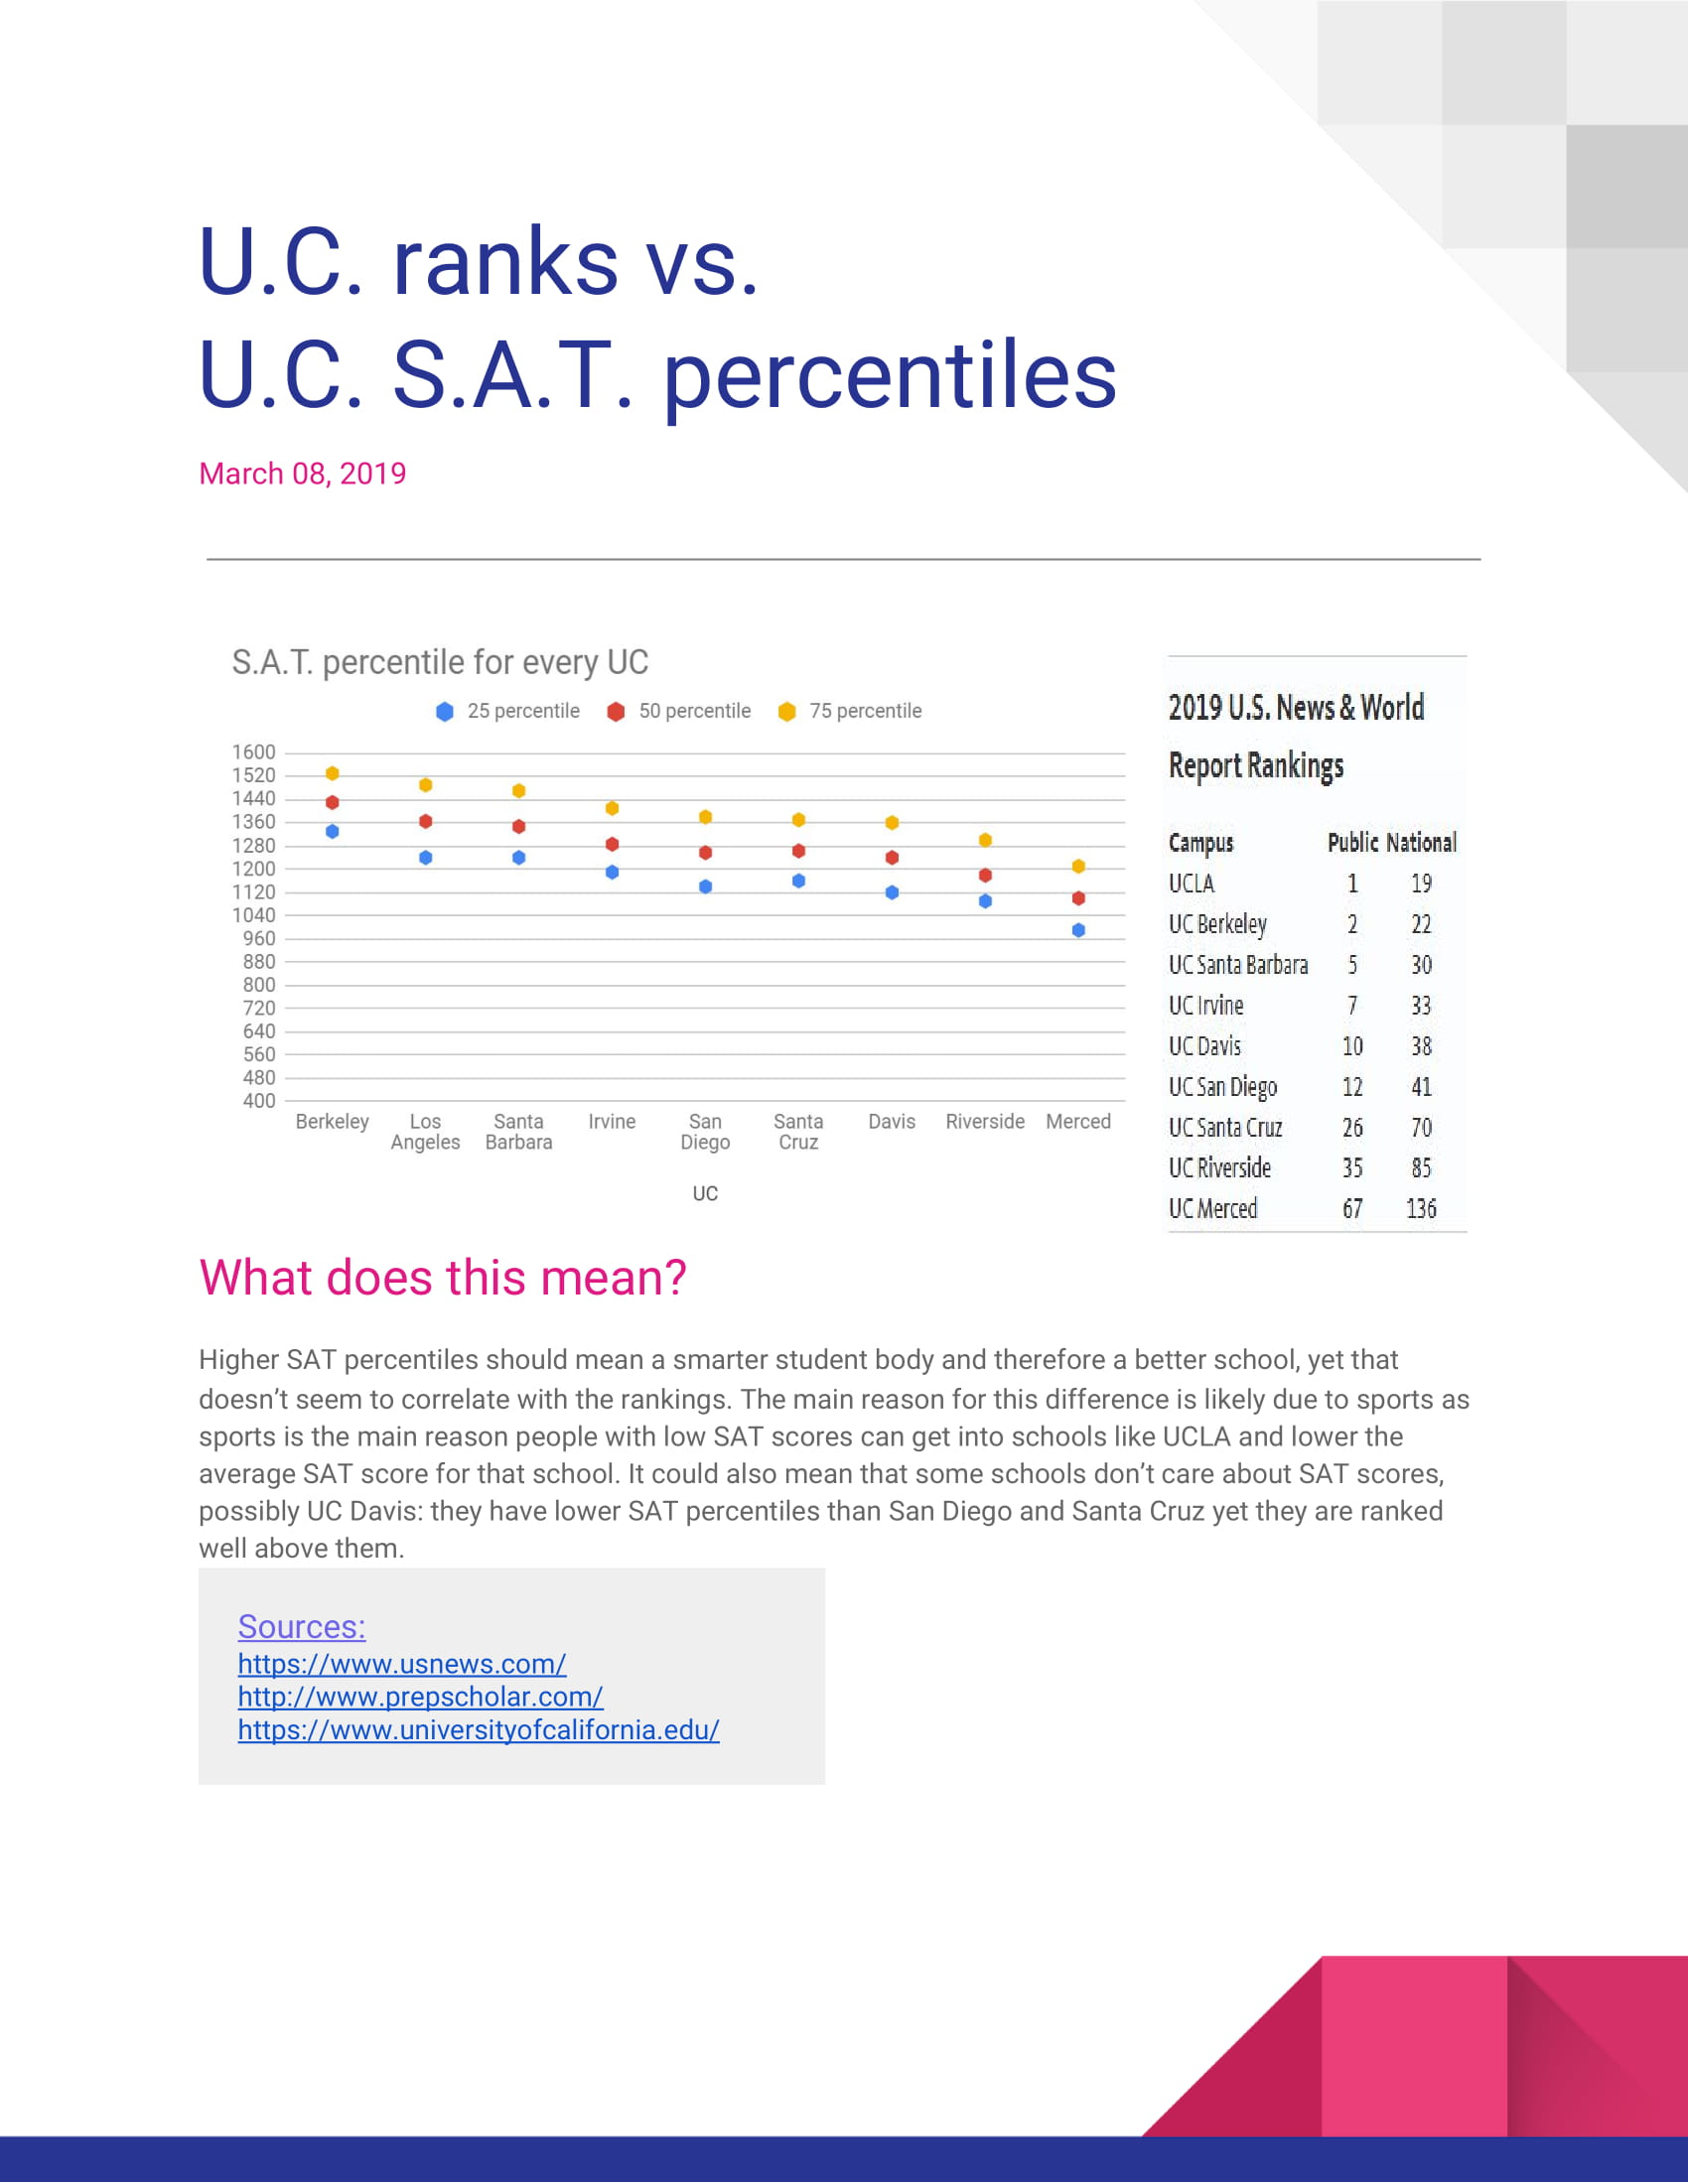 U.C. ranks vs.
U.C. S.A.T. percentiles
March 08, 2019
S.A.T. percentile for every UC
25 percentile 50 percentile 75 percentile
1600
1520
1440
1360
1280
1200
1120
1040
960
880
800
720
640
560
480
400
Berkeley Los Angeles Santa Barbara Irvine San Diego Santa Cruz Davis Riverside Merced
UC
2019 U.S. News & World
Report Rankings
Campus Public National
UCLA 1 19
UC Berkeley 2 22
UC Santa Barbara 5 30
UC Irvine 7 33
UC Davis 10 38
UC San Diego 12 41
UC Santa Cruz 26 70
UC Riverside 35 85
UC Merced 67 136
What does this mean?
Higher SAT percentiles should mean a smarter student body and therefore a better school, yet that
doesn’t seem to correlate with the rankings. The main reason for this difference is likely due to sports as
sports is the main reason people with low SAT scores can get into schools like UCLA and lower the
average SAT score for that school. It could also mean that some schools don’t care about SAT scores,
possibly UC Davis: they have lower SAT percentiles than San Diego and Santa Cruz yet they are ranked
well above them.
Sources:
https://www.usnews.com/
http://www.prepscholar.com/
https://www.universityofcalifornia.edu/